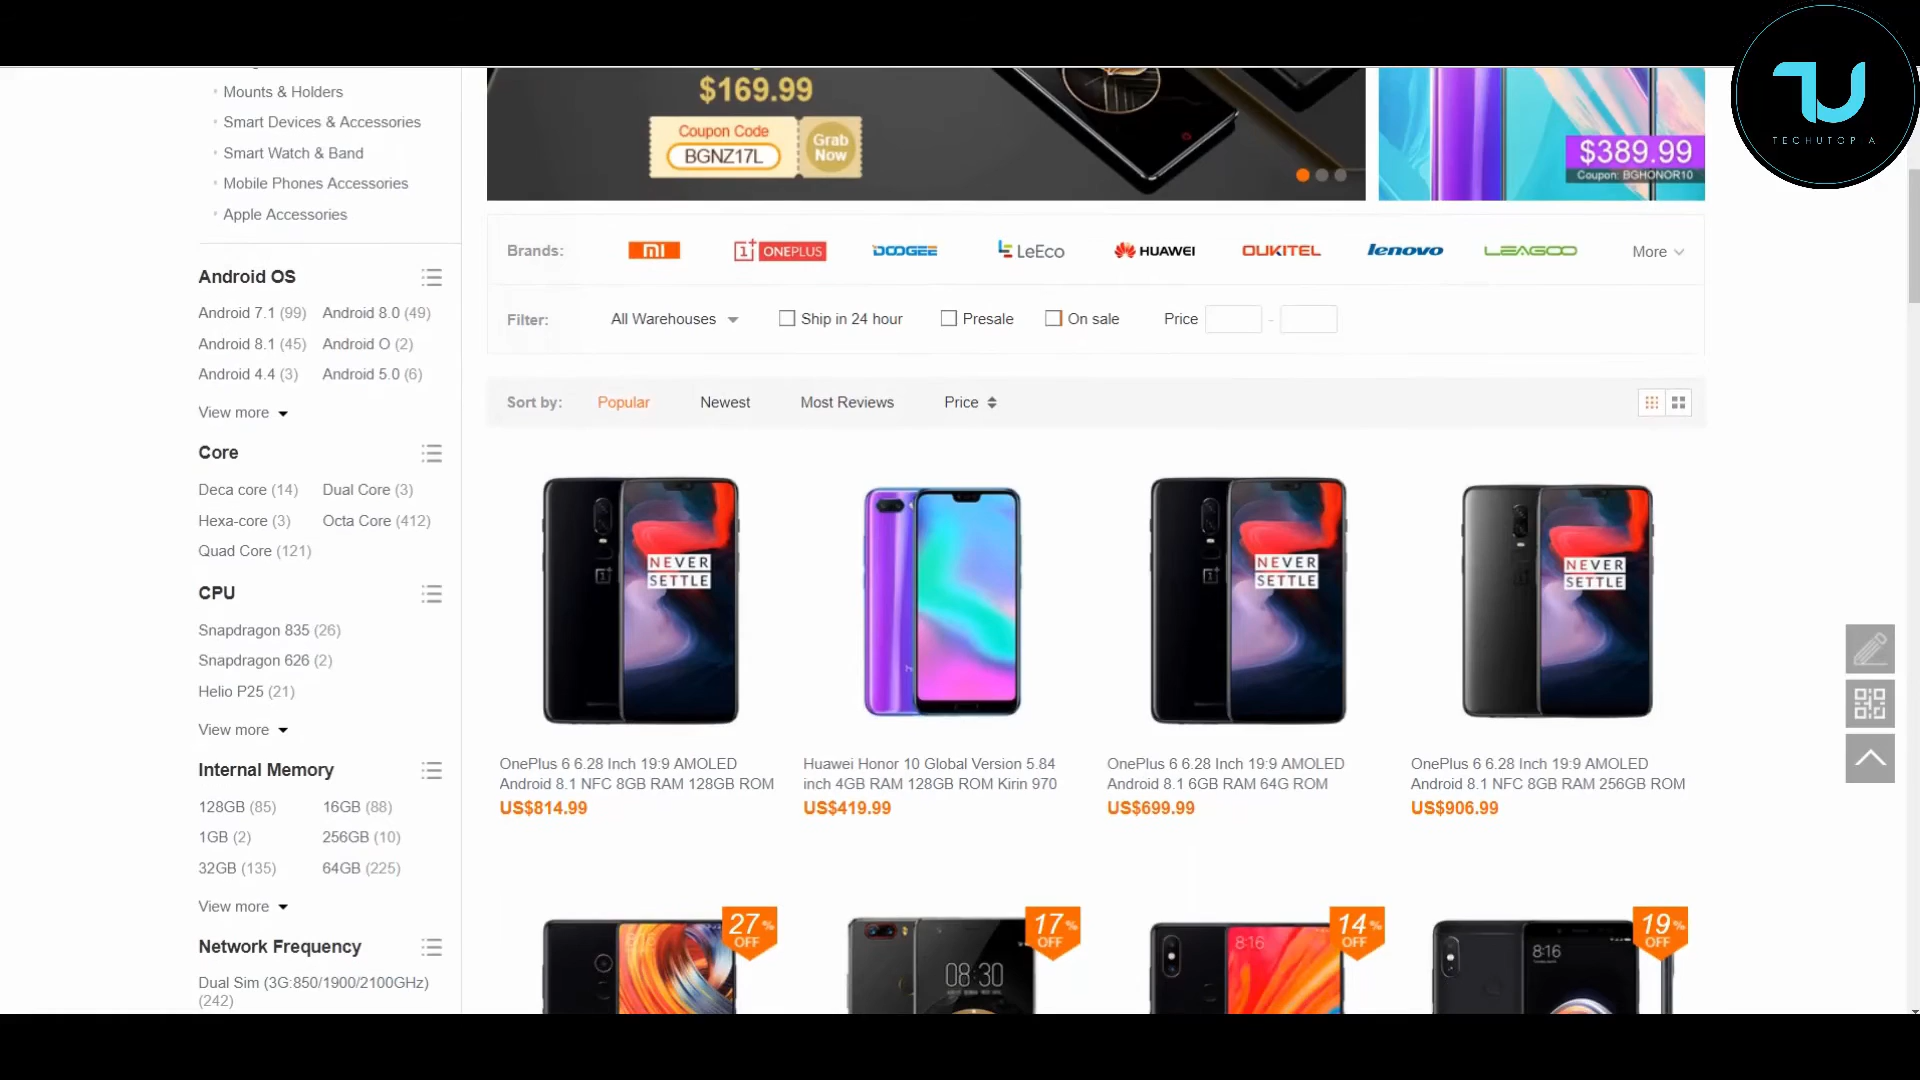 TECHUTOPIA
Mounts & Holders
Smart Devices & Accessories
Smart Watch & Band
Mobile Phones Accessories
Apple Accessories
$169.99
Coupon Code
BGNZ17L
Grab
Now
$389.99
Coupon: BGHONOR10
Brands:
mi
ONEPLUS
DOOGEE
LeEco
HUAWEI
OUKITEL
lenovo
LEAGOO
More
Filter:
All Warehouses
Ship in 24 hour
Presale
On sale
Price
-
Sort by:
Popular
Newest
Most Reviews
Price
Android OS
Android 7.1 (99)
Android 8.0 (49)
Android 8.1 (45)
Android O (2)
Android 4.4 (3)
Android 5.0 (6)
View more
Core
Deca core (14)
Dual Core (3)
Hexa-core (3)
Octa Core (412)
Quad Core (121)
CPU
Snapdragon 835 (26)
Snapdragon 626 (2)
Helio P25 (21)
View more
Internal Memory
128GB (85)
16GB (88)
1GB (2)
256GB (10)
32GB (135)
64GB (225)
View more
Network Frequency
Dual Sim (3G:850/1900/2100GHz)
(242)
NEVER
SETTLE
OnePlus 6 6.28 Inch 19:9 AMOLED
Android 8.1 NFC 8GB RAM 128GB ROM
US$814.99
Huawei Honor 10 Global Version 5.84
inch 4GB RAM 128GB ROM Kirin 970
US$419.99
NEVER
SETTLE
OnePlus 6 6.28 Inch 19:9 AMOLED
Android 8.1 6GB RAM 64G ROM
US$699.99
NEVER
SETTLE
OnePlus 6 6.28 Inch 19:9 AMOLED
Android 8.1 NFC 8GB RAM 256GB ROM
US$906.99
27%
OFF
08:30
17%
OFF
8:16
14%
OFF
8:16
19%
OFF